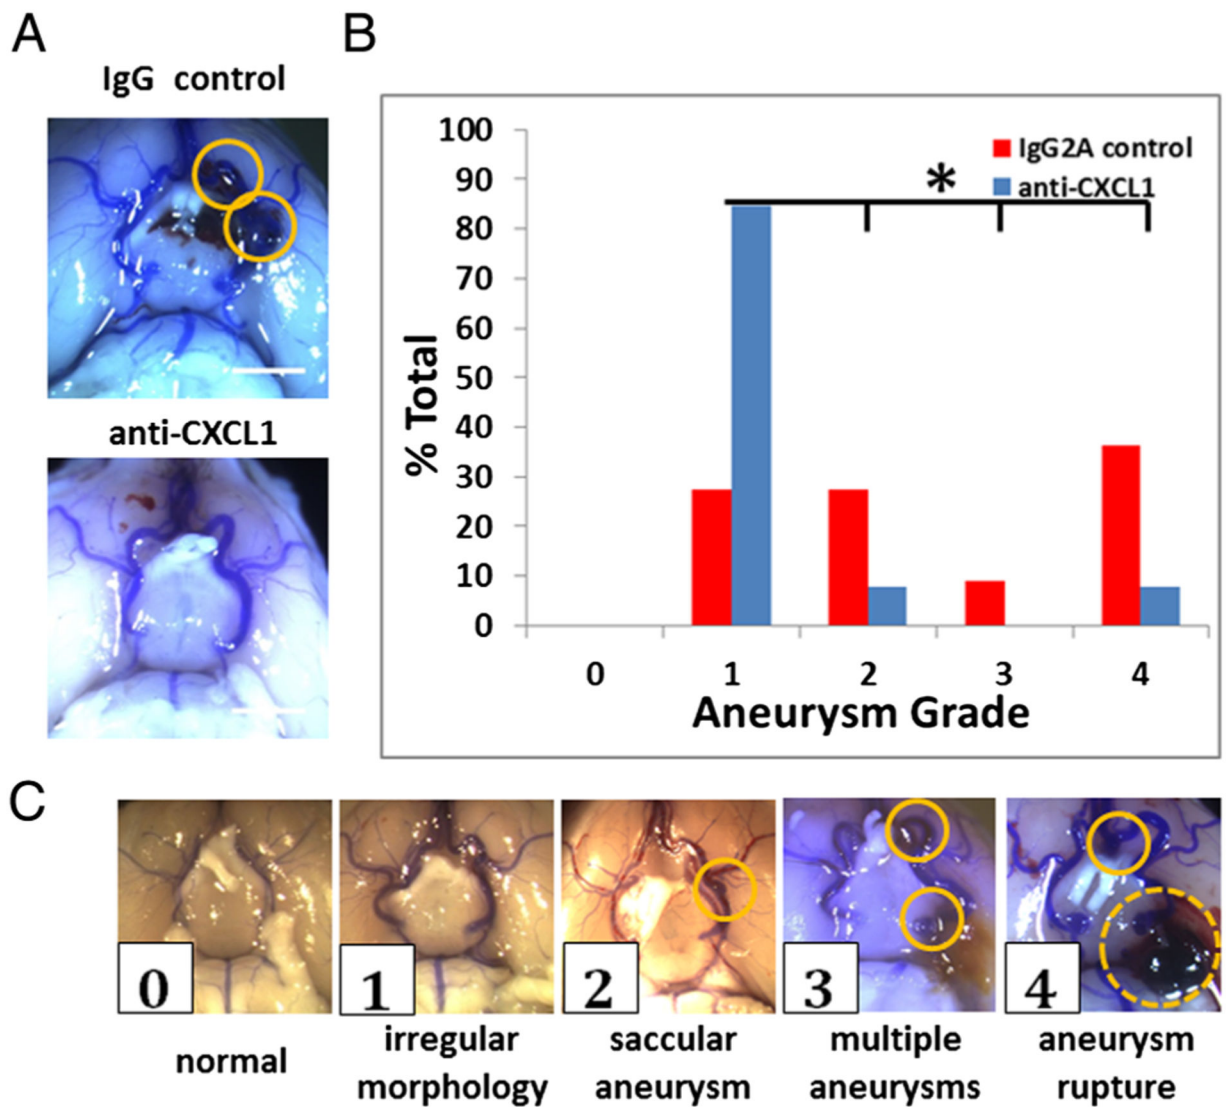 A
IgG control
anti-CXCL1
B
100
90
80
70
60
50
40
30
20
10
0
% Total
*
IgG2A control
anti-CXCL1
0 1 2 3 4
Aneurysm Grade
C
0
1
2
3
4
normal
irregular
morphology
saccular
aneurysm
multiple
aneurysms
aneurysm
rupture